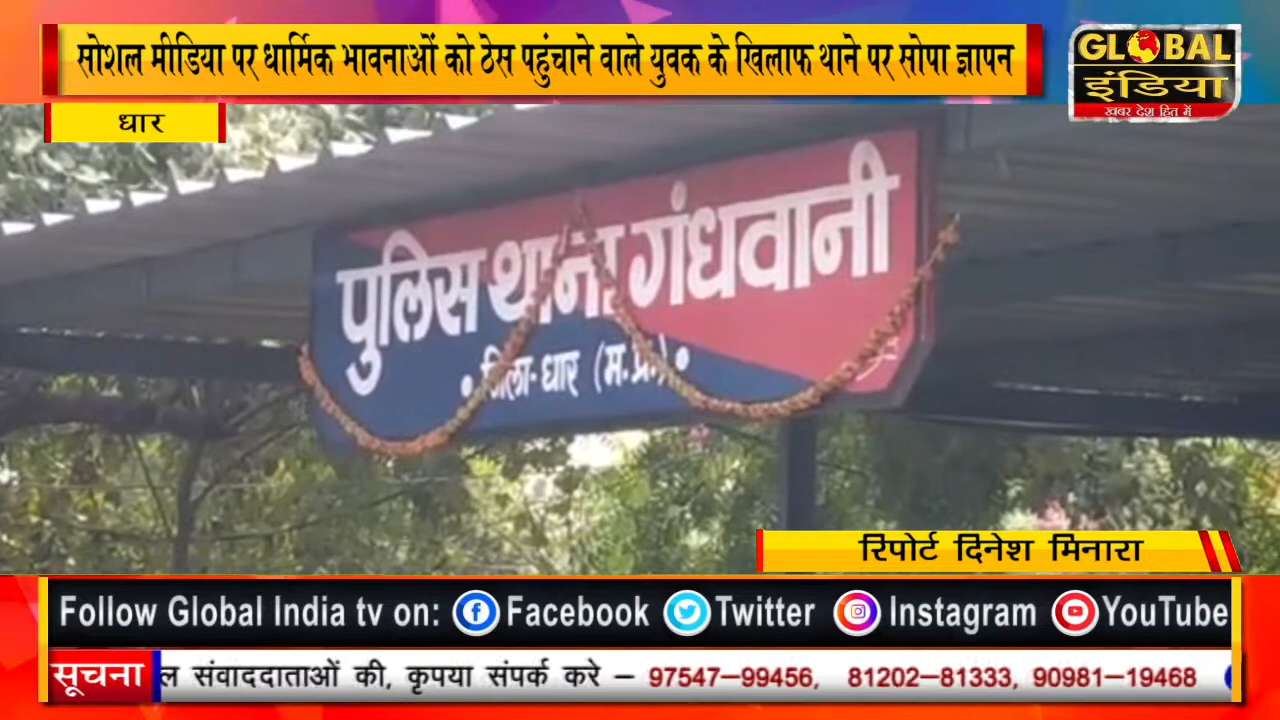 सोशल मीडिया पर धार्मिक भावनाओं को ठेस पहुंचाने वाले युवक के खिलाफ थाने पर सोपा ज्ञापन
GLOBAL
इंडिया
खबर देश हित में
धार
पुलिस थाना गंधवानी
• जिला-धार (म.प्र.) •
रिपोर्ट दिनेश मिनारा
Follow Global India tv on: Facebook Twitter Instagram YouTube
सूचना ल संवाददाताओं की, कृपया संपर्क करे – 97547–99456, 81202–81333, 90981–19468